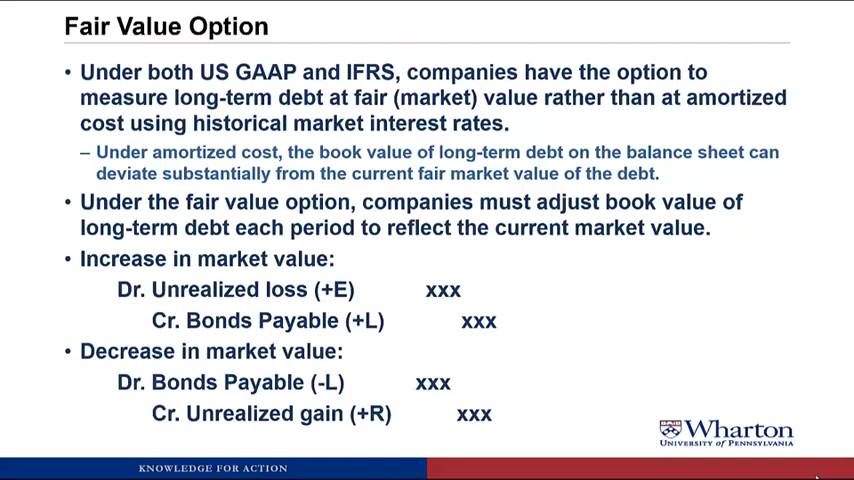 Fair Value Option
• Under both US GAAP and IFRS, companies have the option to
measure long-term debt at fair (market) value rather than at amortized
cost using historical market interest rates.
– Under amortized cost, the book value of long-term debt on the balance sheet can
deviate substantially from the current fair market value of the debt.
• Under the fair value option, companies must adjust book value of
long-term debt each period to reflect the current market value.
• Increase in market value:
Dr. Unrealized loss (+E) xxx
Cr. Bonds Payable (+L) xxx
• Decrease in market value:
Dr. Bonds Payable (-L) xxx
Cr. Unrealized gain (+R) xxx
Wharton
UNIVERSITY of PENNSYLVANIA
KNOWLEDGE FOR ACTION